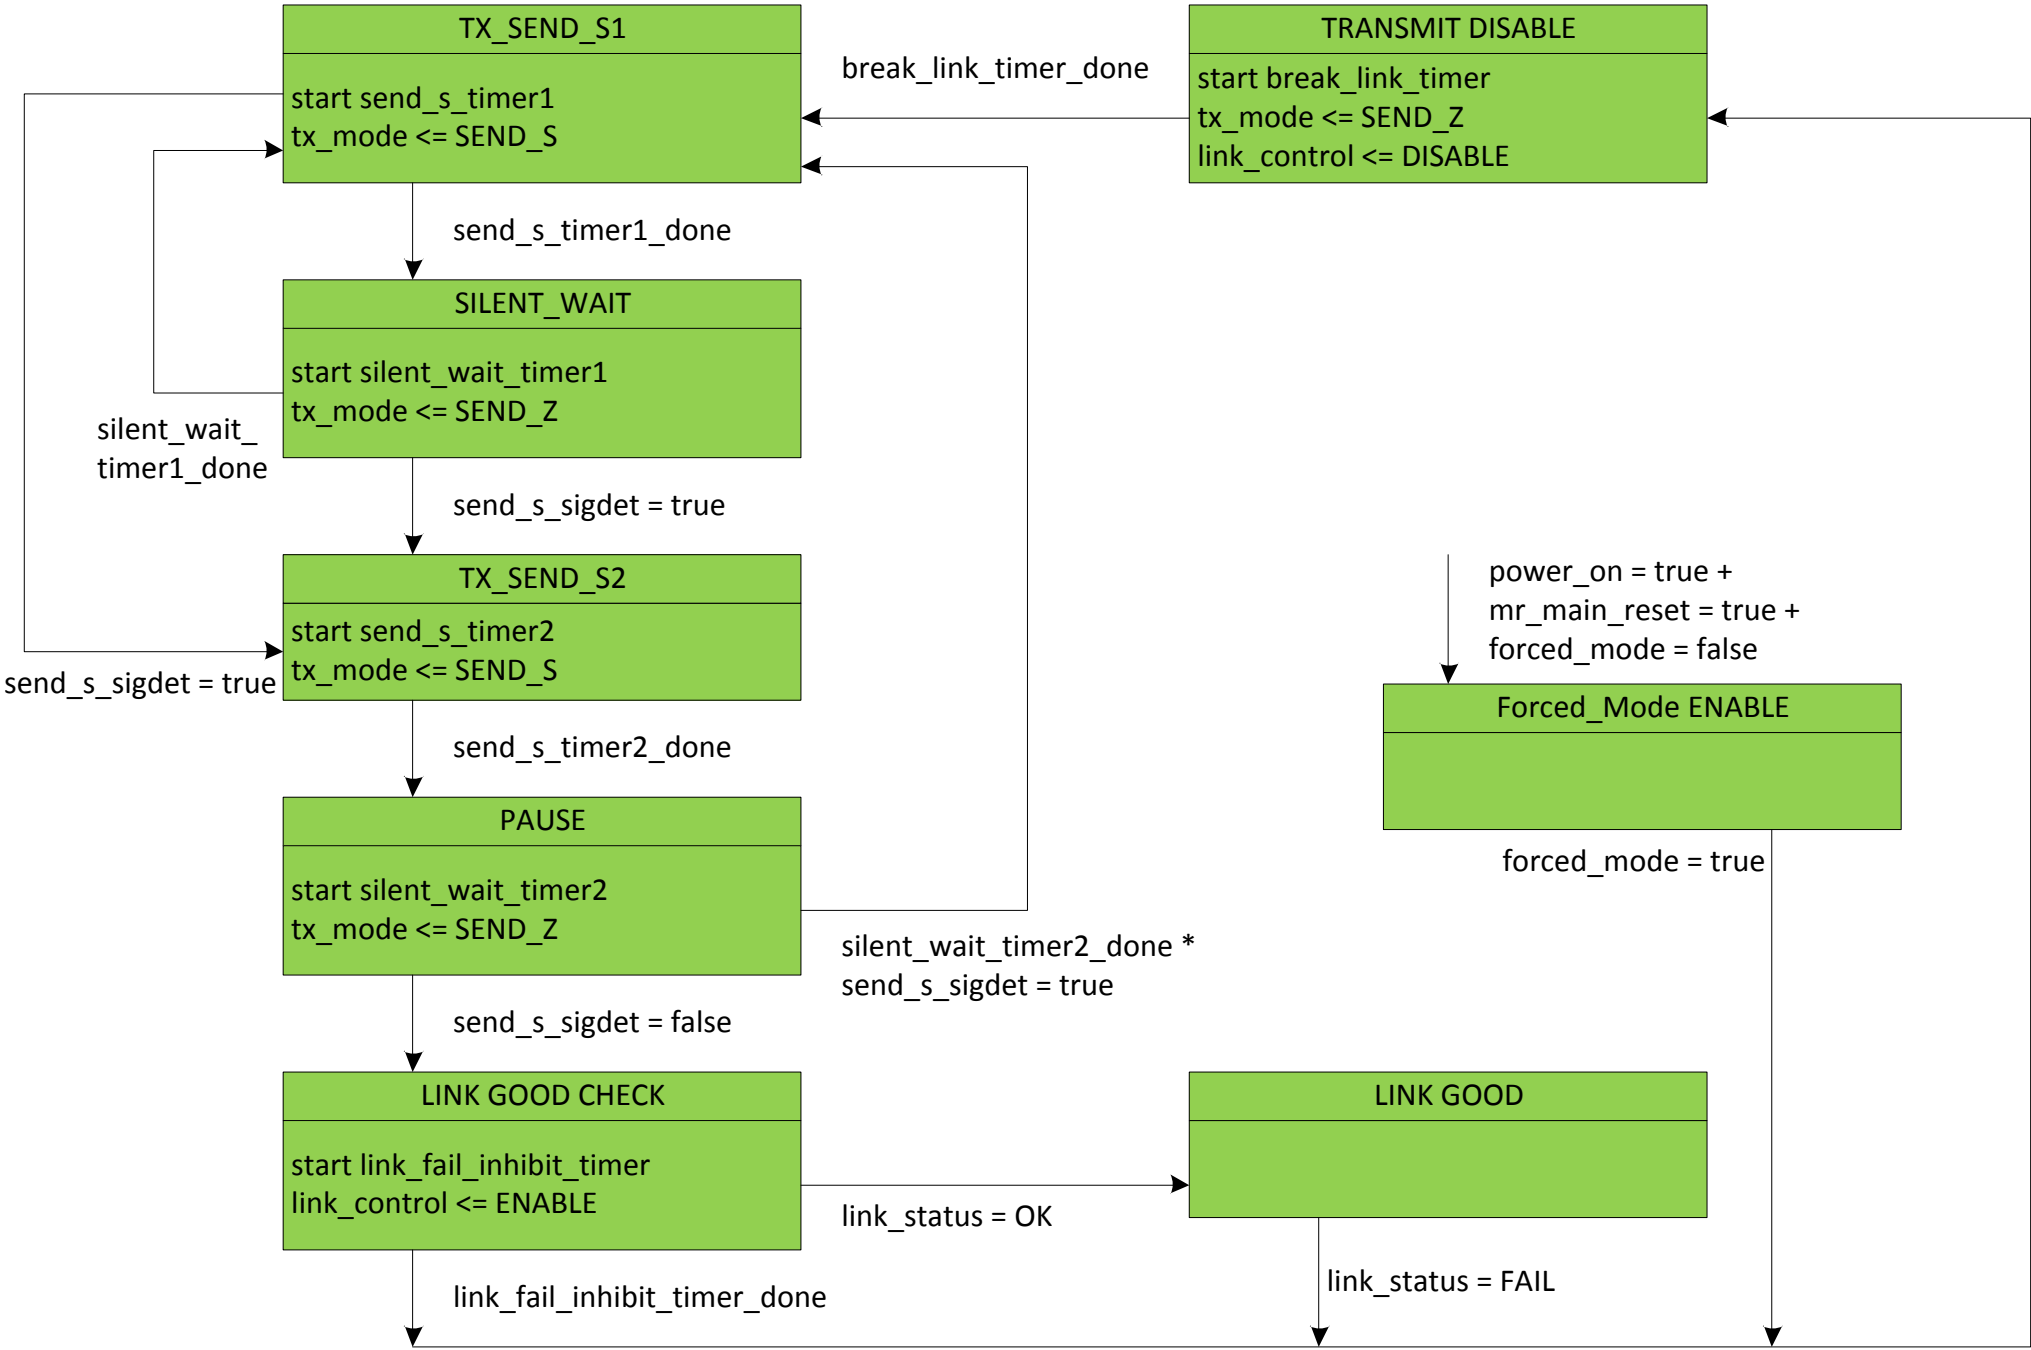 TX_SEND_S1
start send_s_timer1
tx_mode <= SEND_S
break_link_timer_done
TRANSMIT DISABLE
start break_link_timer
tx_mode <= SEND_Z
link_control <= DISABLE
send_s_timer1_done
SILENT_WAIT
start silent_wait_timer1
tx_mode <= SEND_Z
silent_wait_
timer1_done
send_s_sigdet = true
TX_SEND_S2
start send_s_timer2
tx_mode <= SEND_S
send_s_sigdet = true
power_on = true +
mr_main_reset = true +
forced_mode = false
Forced_Mode ENABLE
forced_mode = true
send_s_timer2_done
PAUSE
start silent_wait_timer2
tx_mode <= SEND_Z
silent_wait_timer2_done *
send_s_sigdet = true
send_s_sigdet = false
LINK GOOD CHECK
start link_fail_inhibit_timer
link_control <= ENABLE
link_status = OK
LINK GOOD
link_status = FAIL
link_fail_inhibit_timer_done